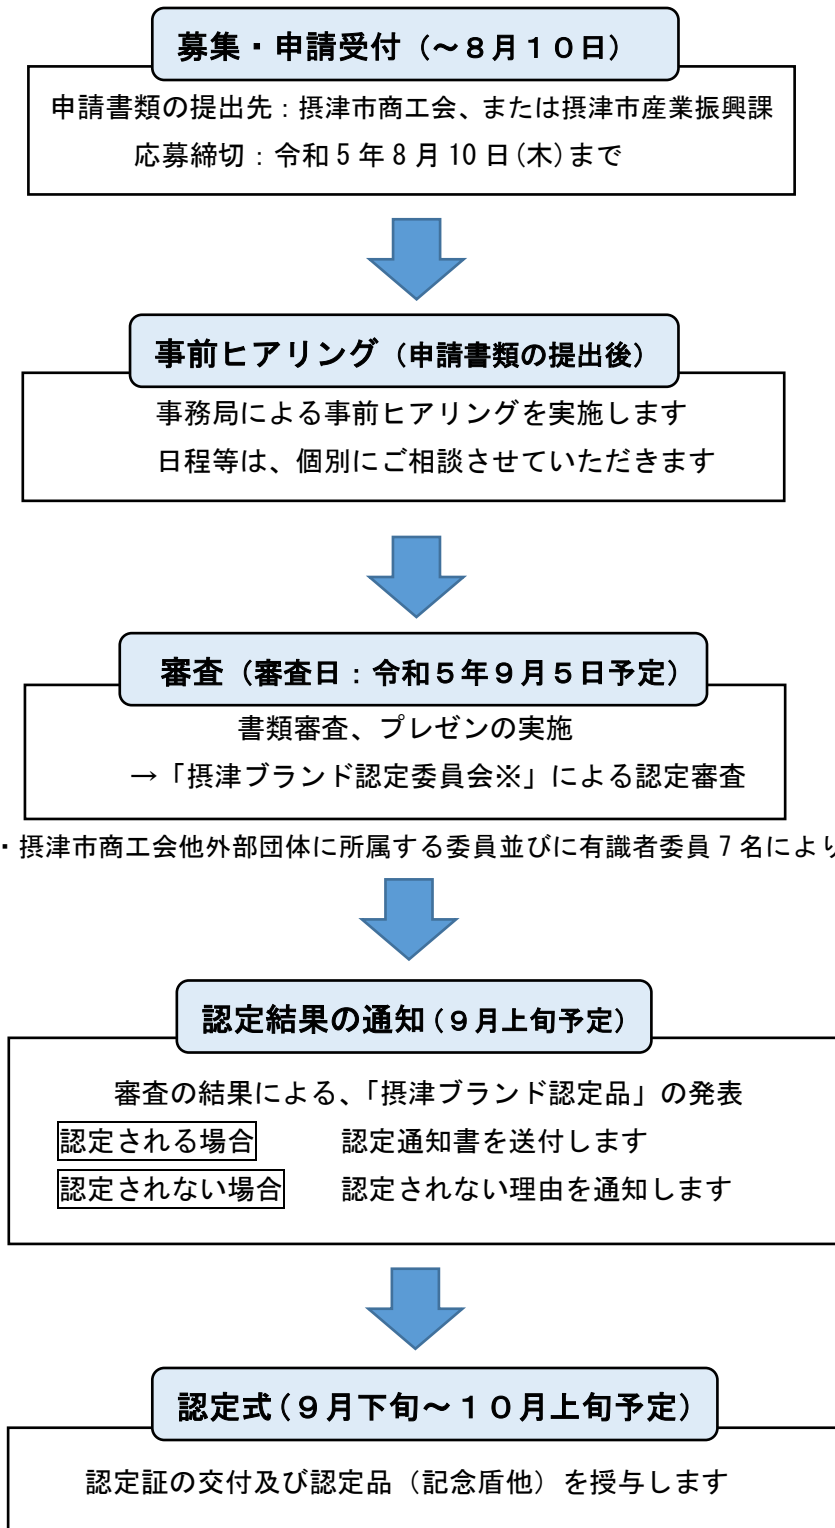 募集・申請受付（～８月１０日）
申請書類の提出先：摂津市商工会、または摂津市産業振興課
応募締切：令和5年8月10日(木)まで
事前ヒアリング（申請書類の提出後）
事務局による事前ヒアリングを実施します
日程等は、個別にご相談させていただきます
審査（審査日：令和５年９月５日予定）
書類審査、プレゼンの実施
→「摂津ブランド認定委員会※」による認定審査
・摂津市商工会他外部団体に所属する委員並びに有識者委員7名により
認定結果の通知（９月上旬予定）
審査の結果による、「摂津ブランド認定品」の発表
認定される場合　認定通知書を送付します
認定されない場合　認定されない理由を通知します
認定式（９月下旬～１０月上旬予定）
認定証の交付及び認定品（記念盾他）を授与します